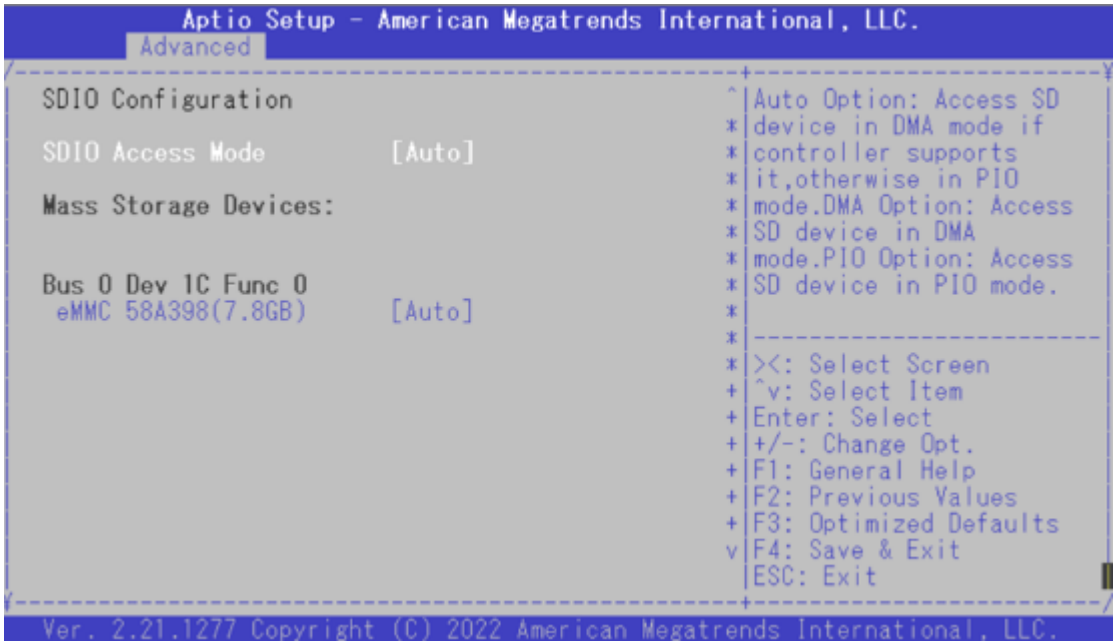 Aptio Setup - American Megatrends International, LLC.
Advanced
SDIO Configuration
SDIO Access Mode [Auto]
Mass Storage Devices:
Bus 0 Dev 1C Func 0
eMMC 58A398(7.8GB) [Auto]
Auto Option: Access SD
device in DMA mode if
controller supports
it,otherwise in PIO
mode.DMA Option: Access
SD device in DMA
mode.PIO Option: Access
SD device in PIO mode.
><: Select Screen
^v: Select Item
Enter: Select
+/-: Change Opt.
F1: General Help
F2: Previous Values
F3: Optimized Defaults
F4: Save & Exit
ESC: Exit
Ver. 2.21.1277 Copyright (C) 2022 American Megatrends International, LLC.